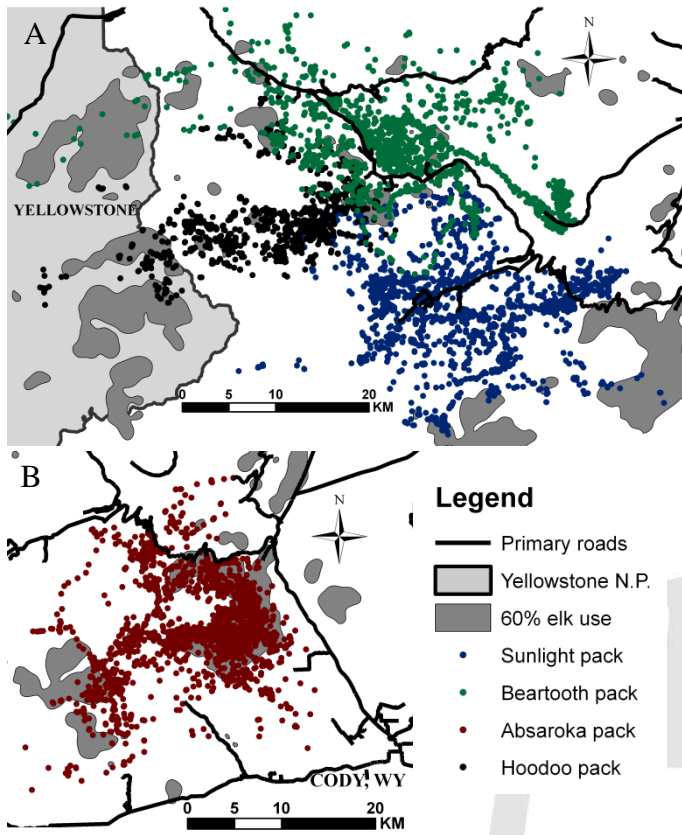 A
N
YELLOWSTONE
0 5 10 20
KM
B
N
CODY, WY
0 5 10 20
KM
Legend
Primary roads
Yellowstone N.P.
60% elk use
Sunlight pack
Beartooth pack
Absaroka pack
Hoodoo pack